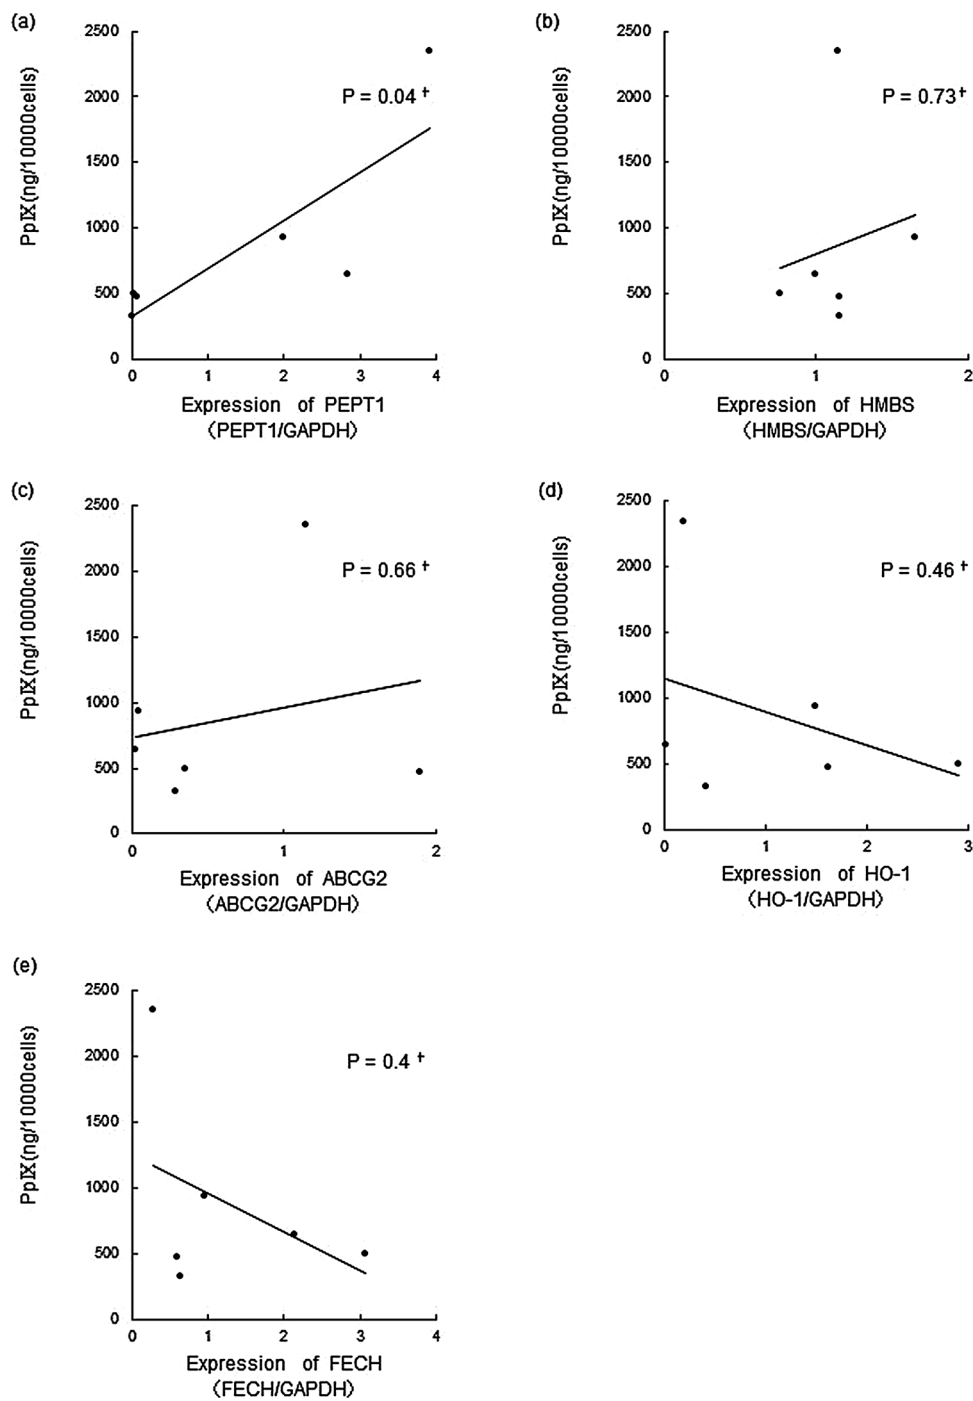 (a)
2500
2000
1500
1000
500
0
PpIX(ng/10000cells)
P = 0.04 †
0 1 2 3 4
Expression of PEPT1
(PEPT1/GAPDH)
(b)
2500
2000
1500
1000
500
0
PpIX(ng/10000cells)
P = 0.73†
0 1 2
Expression of HMBS
(HMBS/GAPDH)
(c)
2500
2000
1500
1000
500
0
PpIX(ng/10000cells)
P = 0.66 †
0 1 2
Expression of ABCG2
(ABCG2/GAPDH)
(d)
2500
2000
1500
1000
500
0
PpIX(ng/10000cells)
P = 0.46 †
0 1 2 3
Expression of HO-1
(HO-1/GAPDH)
(e)
2500
2000
1500
1000
500
0
PpIX(ng/10000cells)
P = 0.4 †
0 1 2 3 4
Expression of FECH
(FECH/GAPDH)